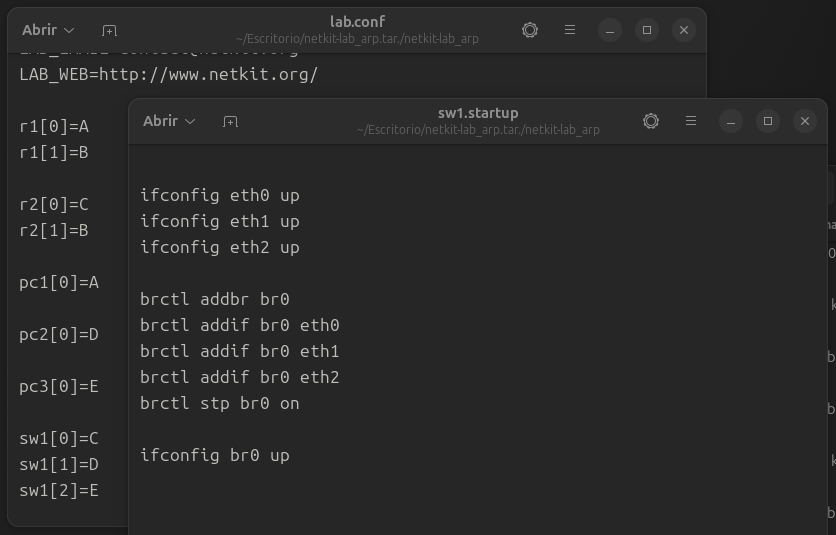 Abrir
lab.conf
~/Escritorio/netkit-lab_arp.tar./netkit-lab_arp
LAB_WEB=http://www.netkit.org/
r1[0]=A
r1[1]=B
r2[0]=C
r2[1]=B
pc1[0]=A
pc2[0]=D
pc3[0]=E
sw1[0]=C
sw1[1]=D
sw1[2]=E
Abrir
sw1.startup
~/Escritorio/netkit-lab_arp.tar./netkit-lab_arp
ifconfig eth0 up
ifconfig eth1 up
ifconfig eth2 up
brctl addbr br0
brctl addif br0 eth0
brctl addif br0 eth1
brctl addif br0 eth2
brctl stp br0 on
ifconfig br0 up